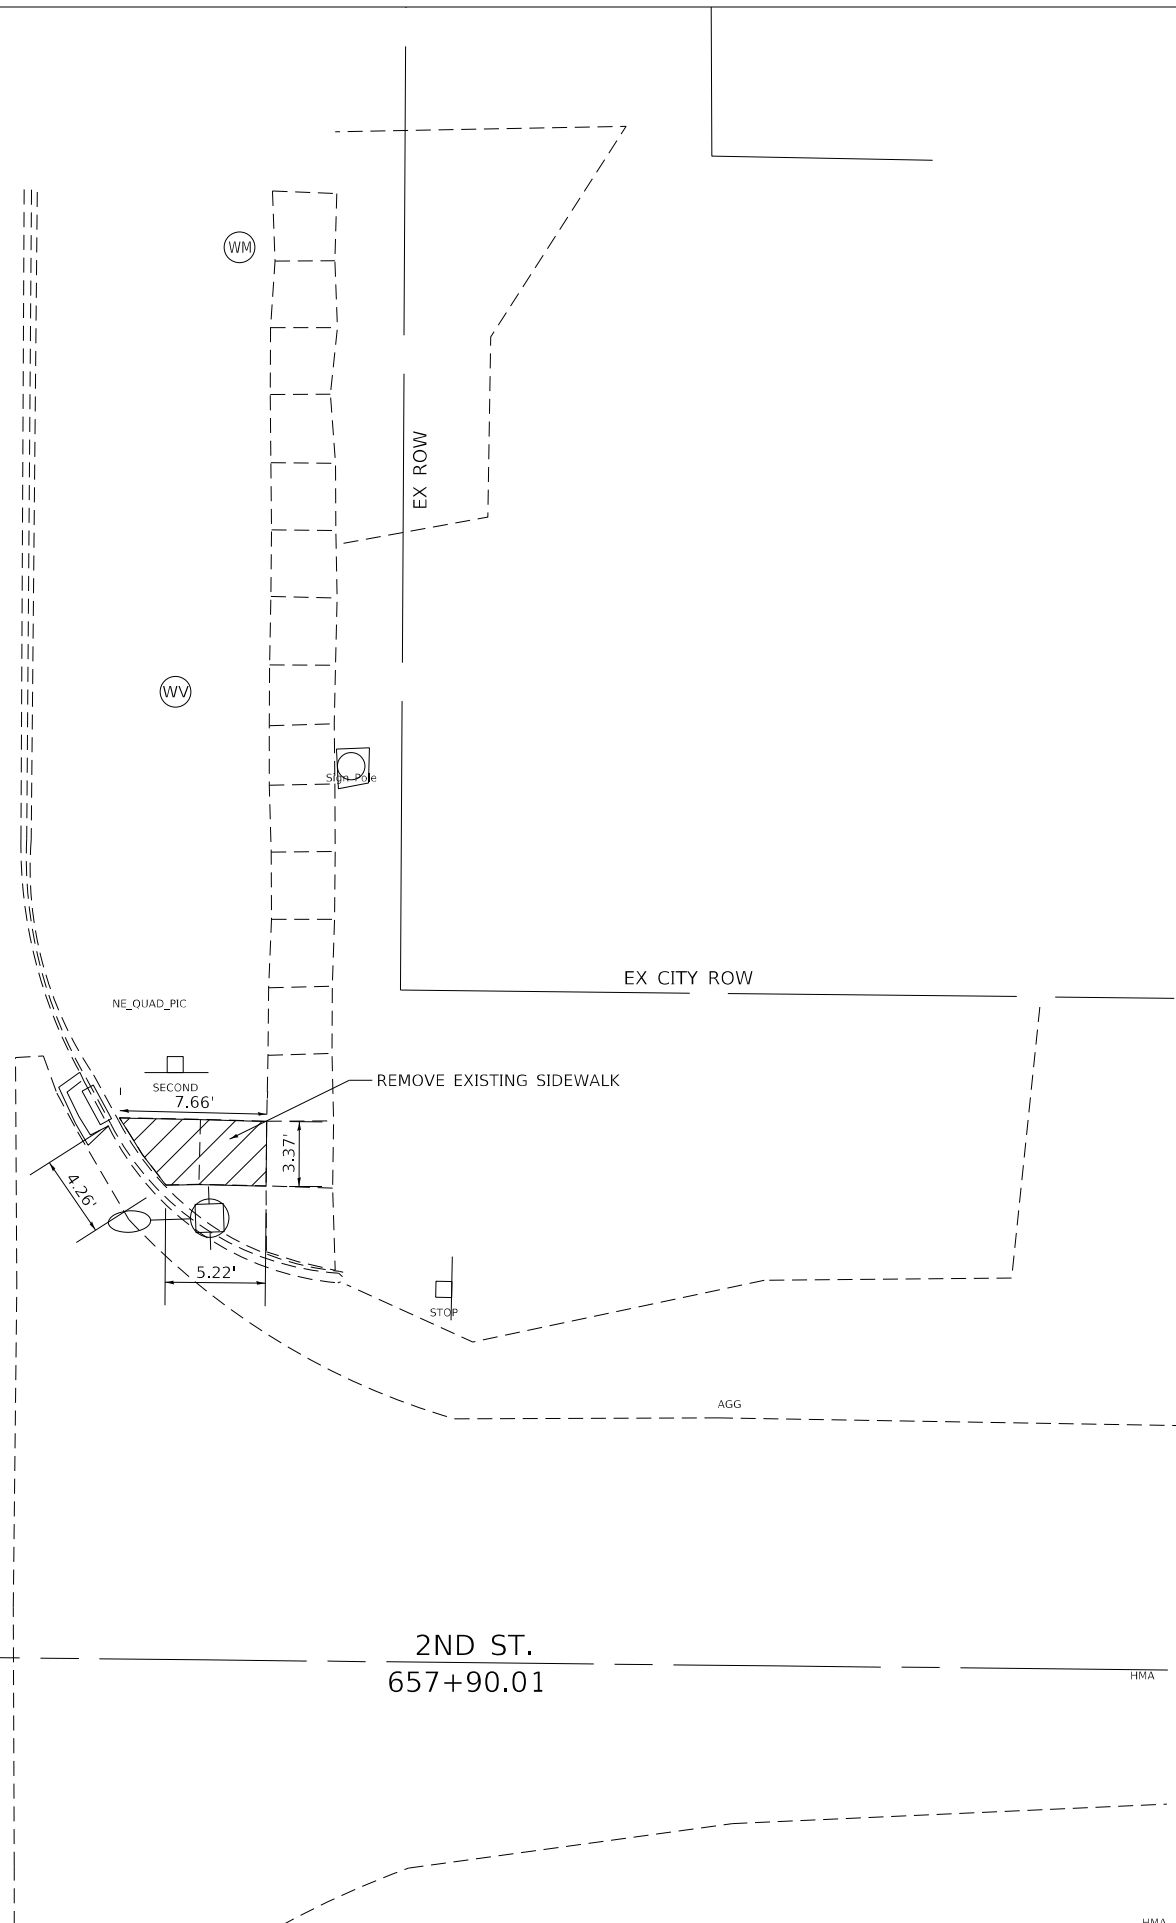 WM
EX ROW
WV
Sign Pole
EX CITY ROW
NE_QUAD_PIC
SECOND
REMOVE EXISTING SIDEWALK
7.66'
3.37'
4.26'
5.22'
STOP
AGG
2ND ST.
657+90.01
HMA
HMA